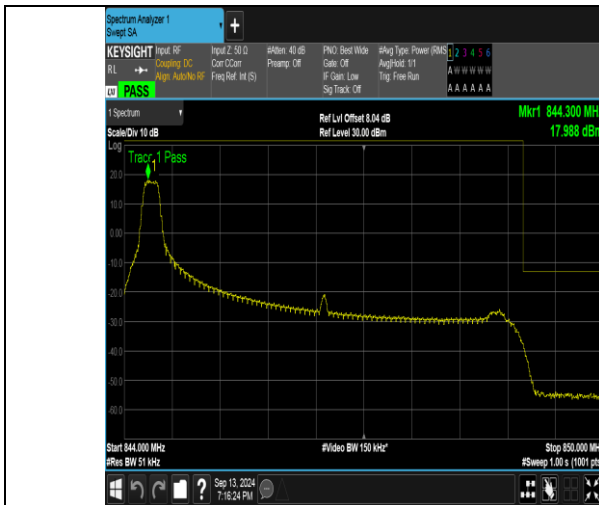 Spectrum Analyzer 1
Swept SA
+
KEYSIGHT Input: RF Input Z: 50 Ω #Atten: 40 dB PNO: Best Wide #Avg Type: Power (RMS 1 2 3 4 5 6
RL Coupling: DC Corr CCorr Preamp: Off Gate: Off Avg|Hold: 1/1 A W W W W W
Align: Auto/No RF Freq Ref: Int (S) IF Gain: Low Trig: Free Run
LXI PASS Sig Track: Off A A A A A A
1 Spectrum Ref Lvl Offset 8.04 dB Mkr1 844.300 MH
Scale/Div 10 dB Ref Level 30.00 dBm 17.988 dB
Log
Trace 1 Pass
1
20.0
10.0
0.00
-10.0
-20.0
-30.0
-40.0
-50.0
-60.0
Start 844.000 MHz #Video BW 150 kHz* Stop 850.000 MH
#Res BW 51 kHz #Sweep 1.00 s (1001 pts
? Sep 13, 2024
7:16:24 PM